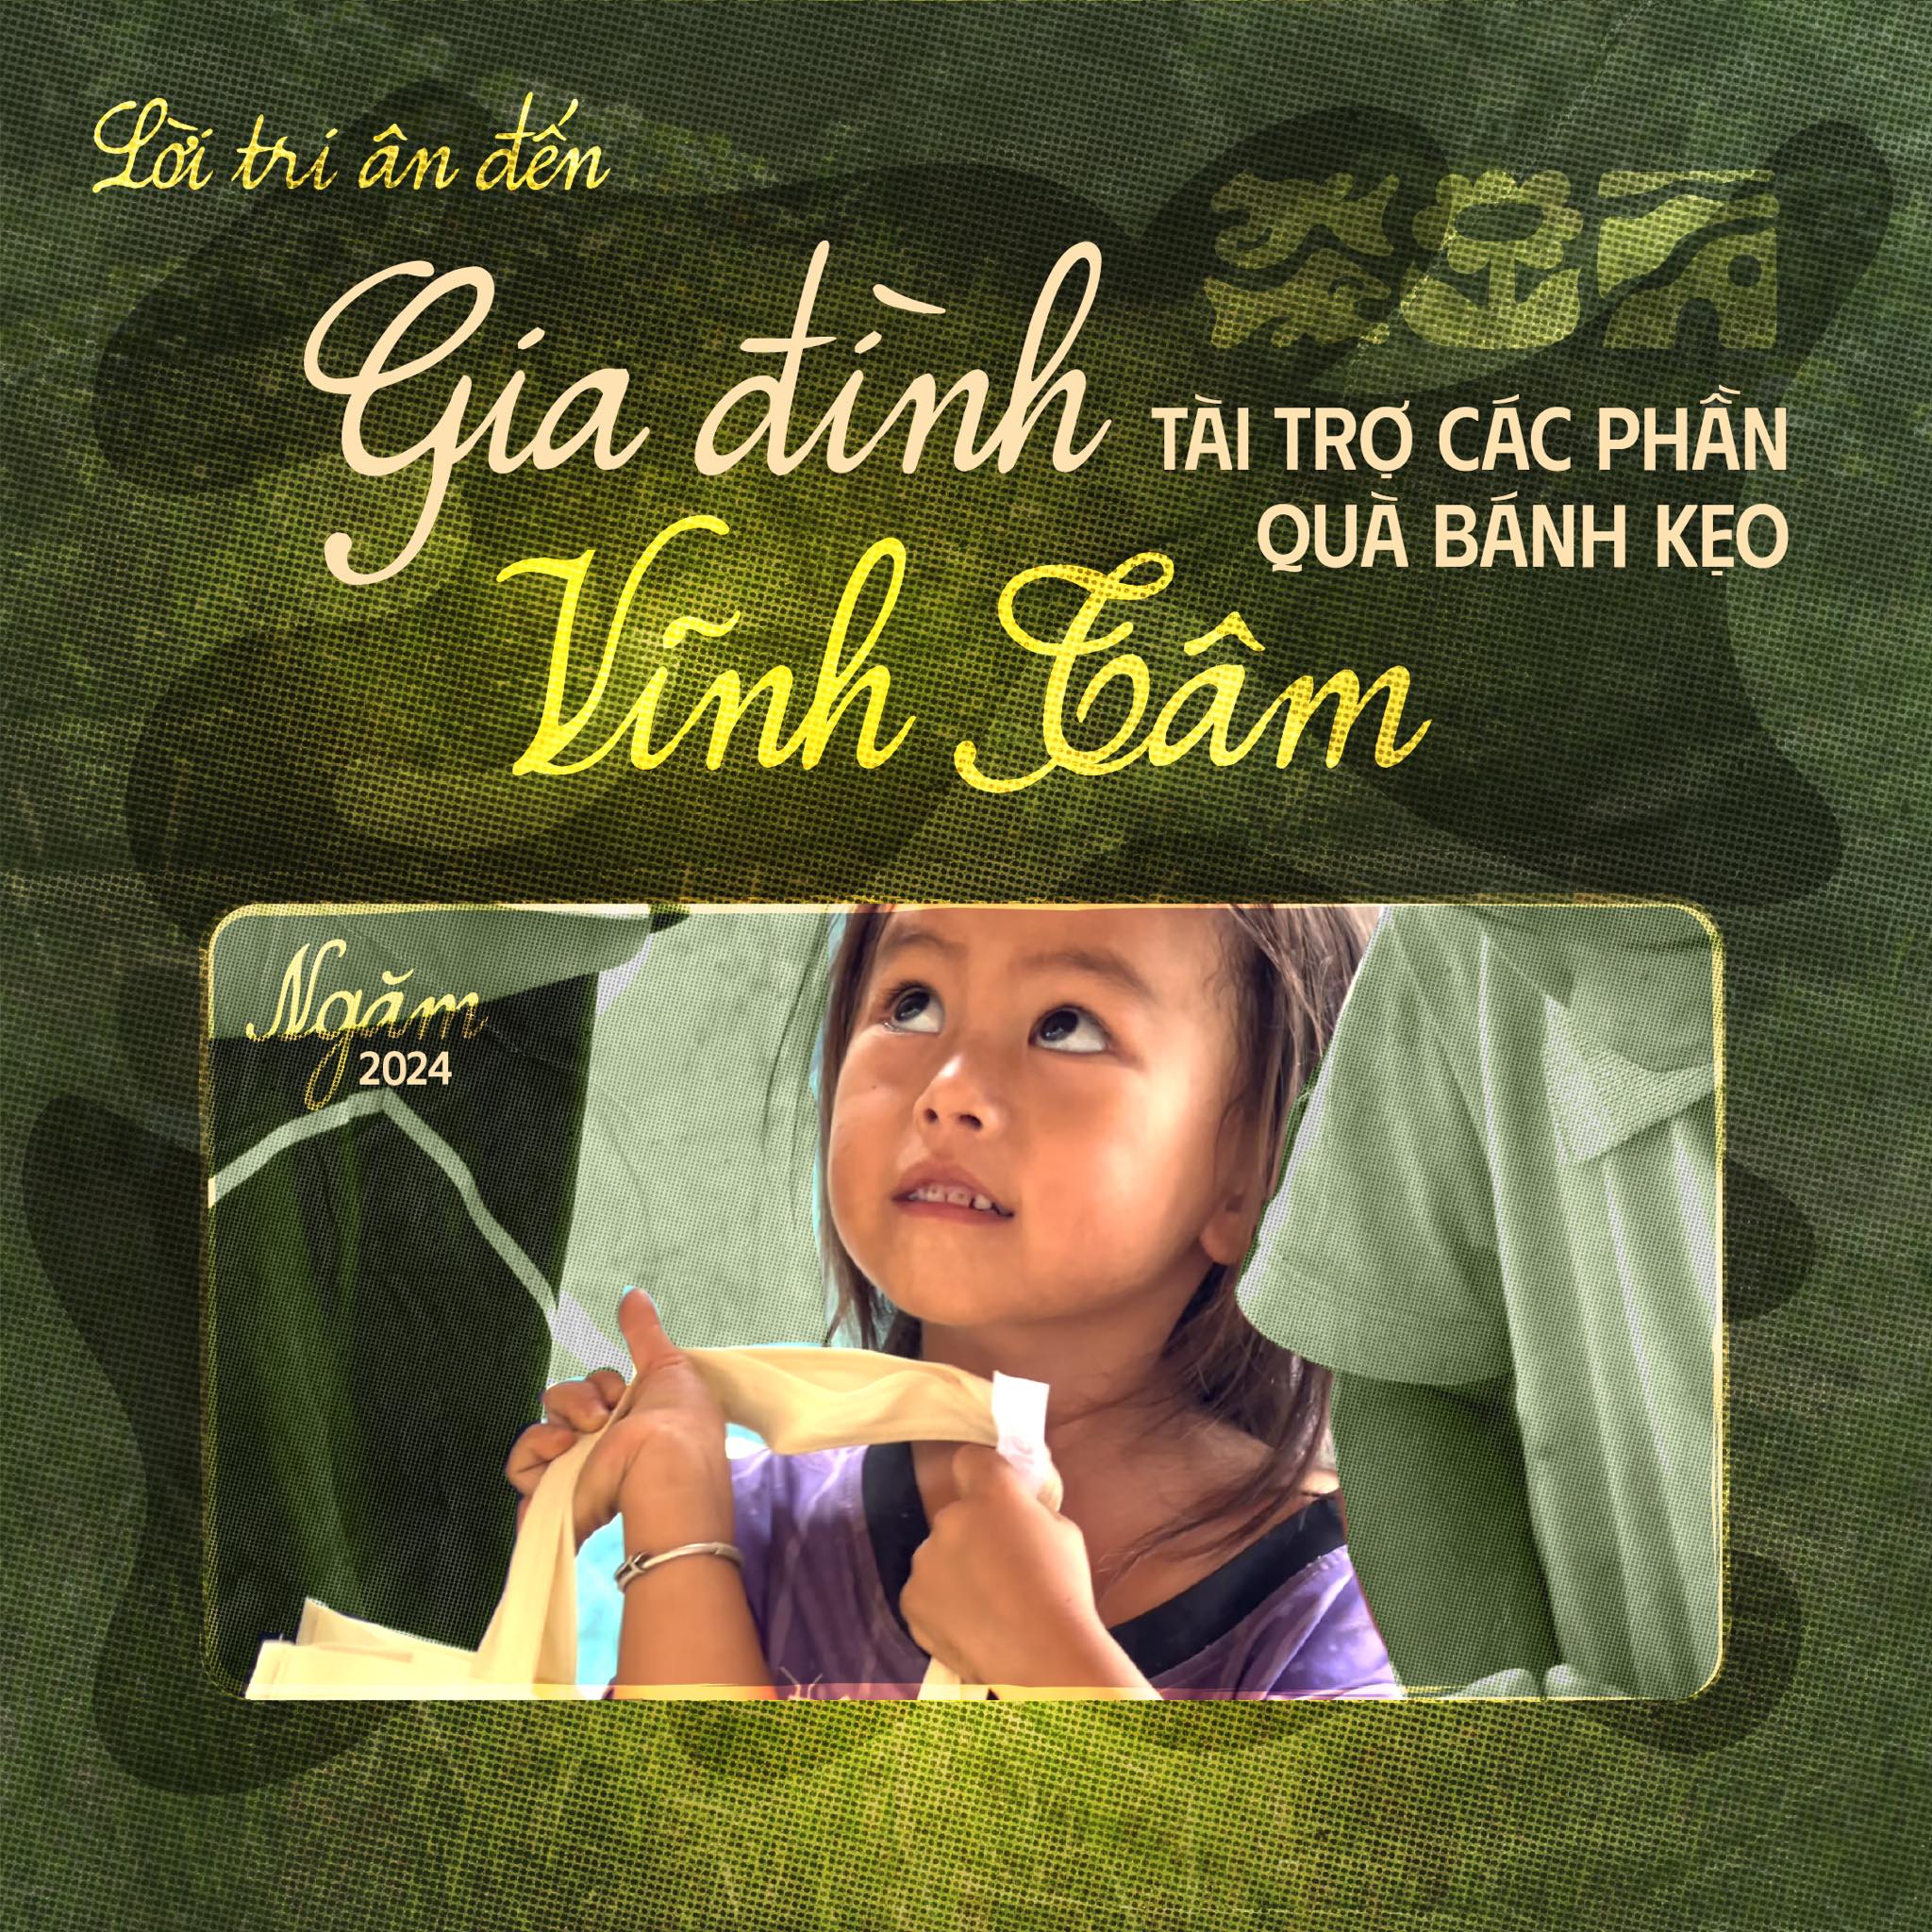 Lời tri ân đến
Gia đình
Vĩnh Tâm
TÀI TRỢ CÁC PHẦN
QUÀ BÁNH KẸO
Ngăm
2024